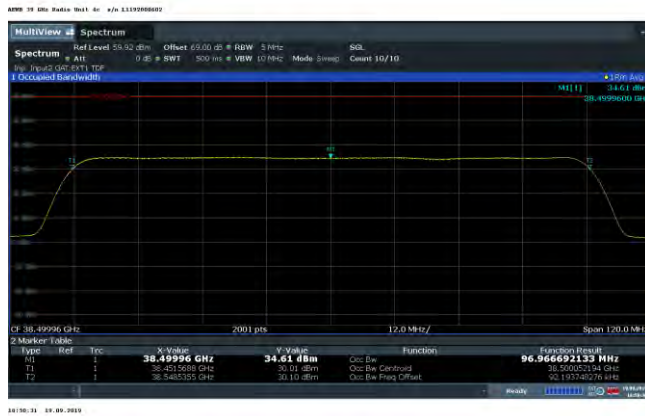 AEWB 39 GHz Radio Unit 4c s/n L1192008602
MultiView Spectrum
Spectrum
Ref Level 59.92 dBm Offset 69.00 dB RBW 5 MHz SGL
Att 0 dB SWT 500 ms VBW 10 MHz Mode Sweep Count 10/10
Inp: Input2 GAT:EXT1 TDF
1 Occupied Bandwidth
1Rm Avg
M1[1] 34.61 dBm
38.4999600 GH
T1
M1
T2
CF 38.49996 GHz 2001 pts 12.0 MHz/ Span 120.0 MHz
2 Marker Table
Type Ref Trc X-Value Y-Value Function Function Result
M1 1 38.49996 GHz 34.61 dBm Occ Bw 96.966692133 MHz
T1 1 38.4515688 GHz 30.01 dBm Occ Bw Centroid 38.500052194 GHz
T2 1 38.5485355 GHz 30.10 dBm Occ Bw Freq Offset 92.193748276 kHz
Ready
16:50:31 19.09.2019